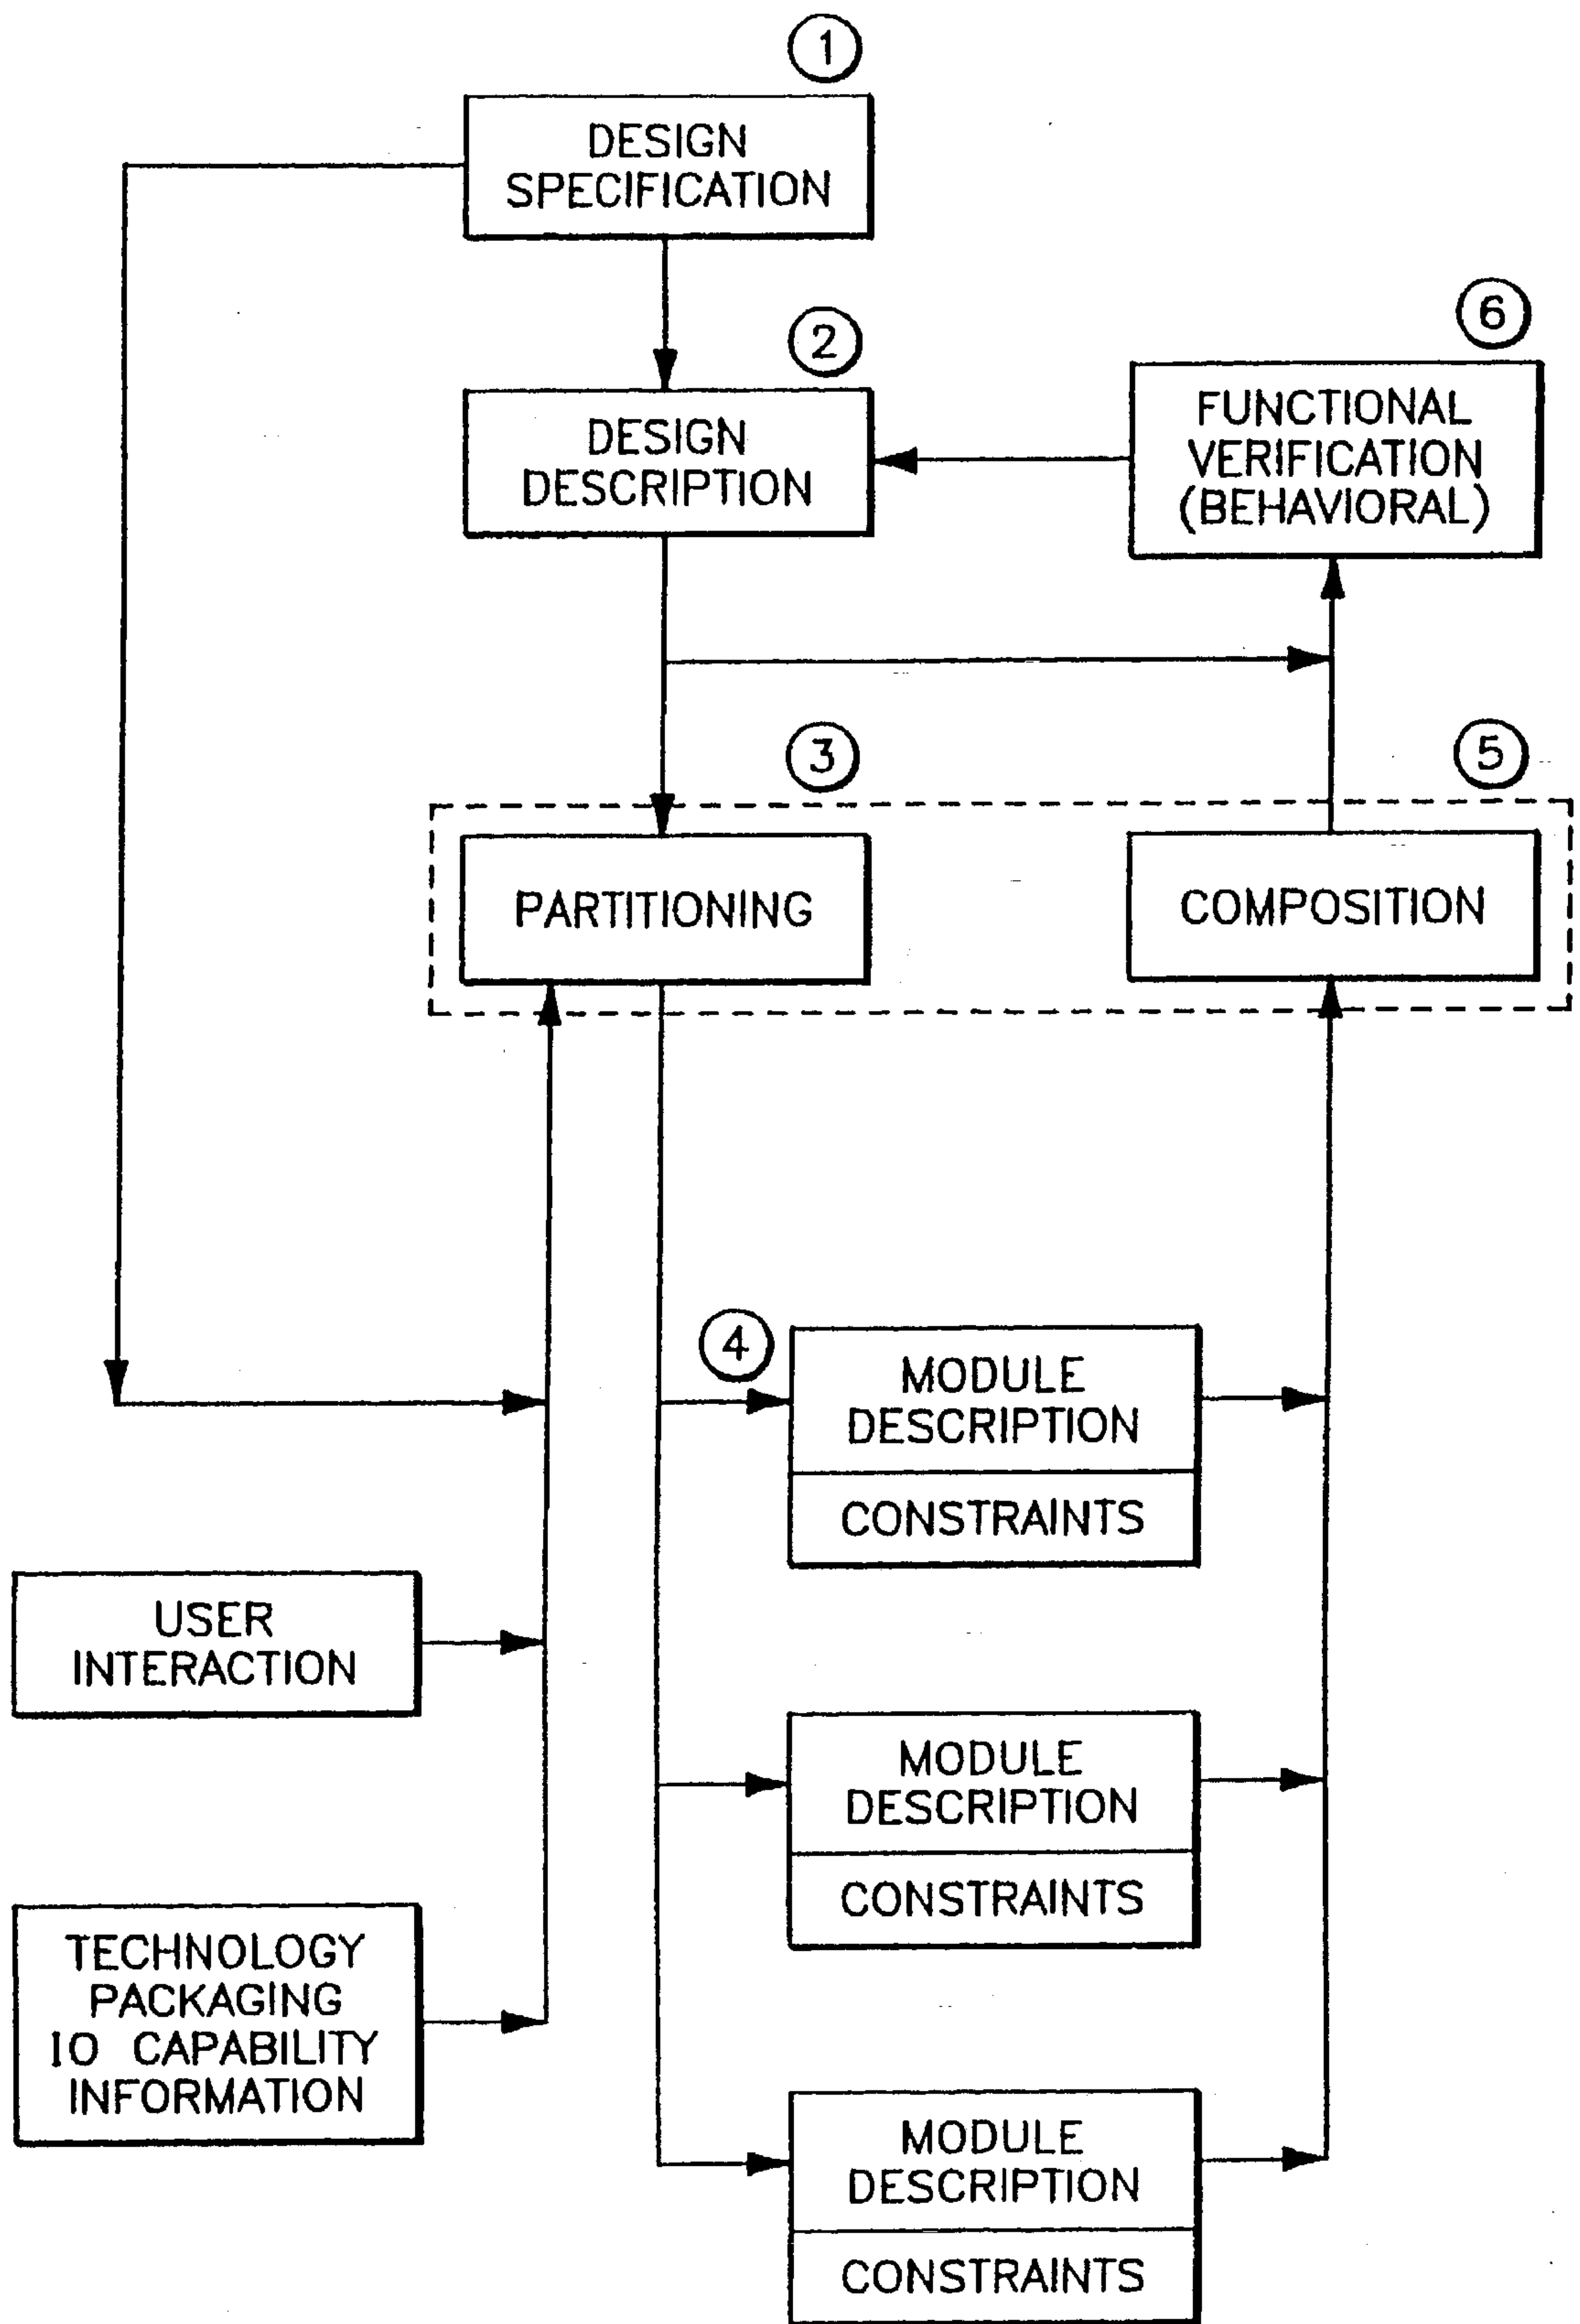 1
DESIGN
SPECIFICATION
2
DESIGN
DESCRIPTION
6
FUNCTIONAL
VERIFICATION
(BEHAVIORAL)
3
PARTITIONING
5
COMPOSITION
4
MODULE
DESCRIPTION
CONSTRAINTS
USER
INTERACTION
MODULE
DESCRIPTION
CONSTRAINTS
TECHNOLOGY
PACKAGING
IO CAPABILITY
INFORMATION
MODULE
DESCRIPTION
CONSTRAINTS